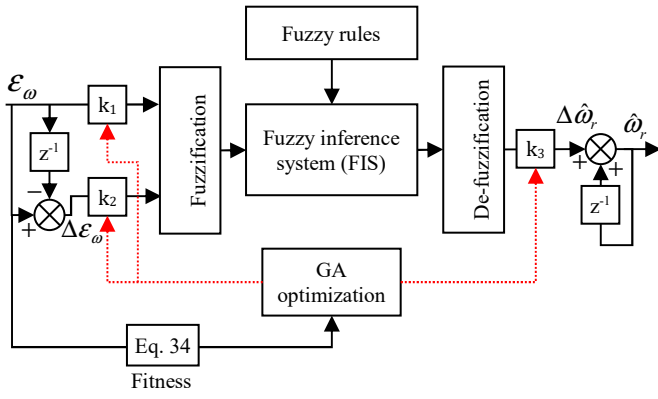 Fuzzy rules
ε_ω
k₁
Fuzzification
Fuzzy inference
system (FIS)
De-fuzzification
k₃
Δω̂_r
ω̂_r
z⁻¹
−
+
Δε_ω
k₂
+
+
z⁻¹
GA
optimization
Eq. 34
Fitness